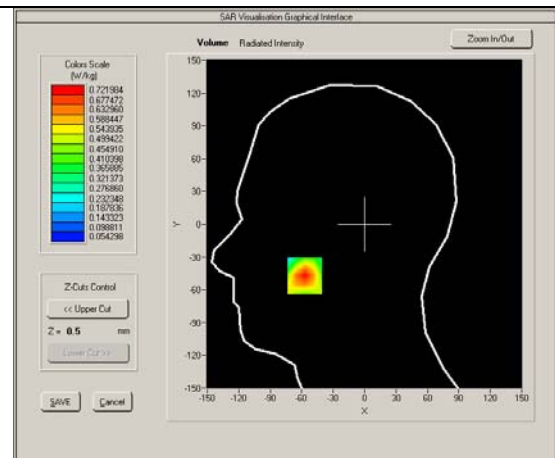 SAR Visualisation Graphical Interface
Volume Radiated Intensity
Zoom In/Out
Colors Scale
(W/kg)
0.721984
0.677472
0.632960
0.588447
0.543935
0.499422
0.454910
0.410398
0.365885
0.321373
0.276860
0.232348
0.187836
0.143323
0.098811
0.054298
Z-Cuts Control
<< Upper Cut
Z = 0.5 mm
Lower Cut >>
SAVE Cancel
150
120
90
60
30
0
-30
-60
-90
-120
-150
Y
-150 -120 -90 -60 -30 0 30 60 90 120 150
X